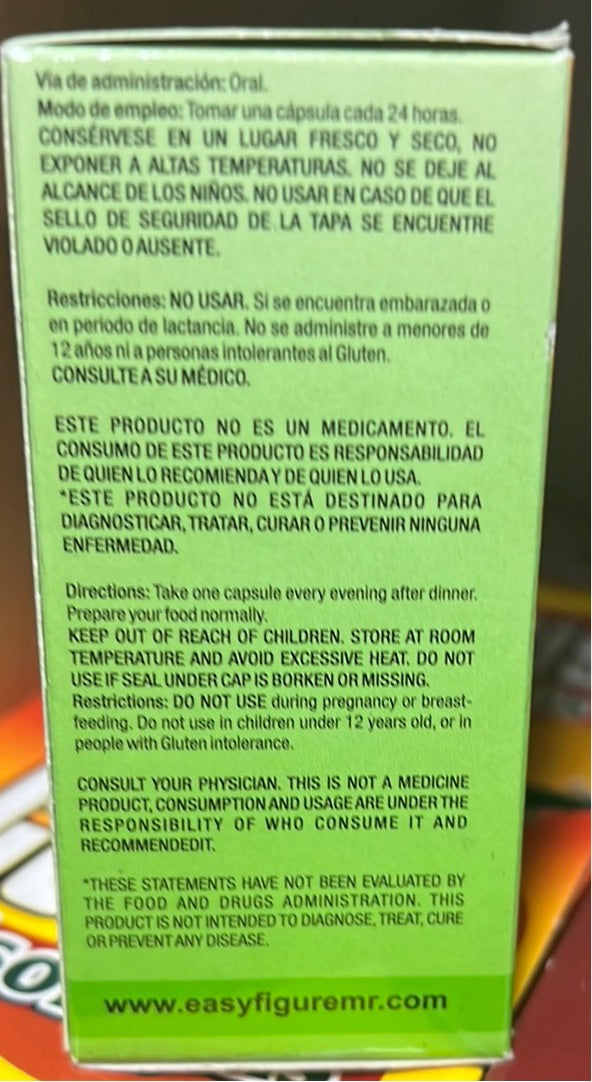 Vía de administración: Oral.
Modo de empleo: Tomar una cápsula cada 24 horas.
CONSÉRVESE EN UN LUGAR FRESCO Y SECO, NO
EXPONER A ALTAS TEMPERATURAS. NO SE DEJE AL
ALCANCE DE LOS NIÑOS. NO USAR EN CASO DE QUE EL
SELLO DE SEGURIDAD DE LA TAPA SE ENCUENTRE
VIOLADO O AUSENTE.
Restricciones: NO USAR. Si se encuentra embarazada o
en periodo de lactancia. No se administre a menores de
12 años ni a personas intolerantes al Gluten.
CONSULTE A SU MÉDICO.
ESTE PRODUCTO NO ES UN MEDICAMENTO. EL
CONSUMO DE ESTE PRODUCTO ES RESPONSABILIDAD
DE QUIEN LO RECOMIENDA Y DE QUIEN LO USA.
*ESTE PRODUCTO NO ESTÁ DESTINADO PARA
DIAGNOSTICAR, TRATAR, CURAR O PREVENIR NINGUNA
ENFERMEDAD.
Directions: Take one capsule every evening after dinner.
Prepare your food normally.
KEEP OUT OF REACH OF CHILDREN. STORE AT ROOM
TEMPERATURE AND AVOID EXCESSIVE HEAT. DO NOT
USE IF SEAL UNDER CAP IS BORKEN OR MISSING.
Restrictions: DO NOT USE during pregnancy or breast-
feeding. Do not use in children under 12 years old, or in
people with Gluten intolerance.
CONSULT YOUR PHYSICIAN. THIS IS NOT A MEDICINE
PRODUCT, CONSUMPTION AND USAGE ARE UNDER THE
RESPONSIBILITY OF WHO CONSUME IT AND
RECOMMENDEDIT.
*THESE STATEMENTS HAVE NOT BEEN EVALUATED BY
THE FOOD AND DRUGS ADMINISTRATION. THIS
PRODUCT IS NOT INTENDED TO DIAGNOSE, TREAT, CURE
OR PREVENT ANY DISEASE.
www.easyfiguremr.com